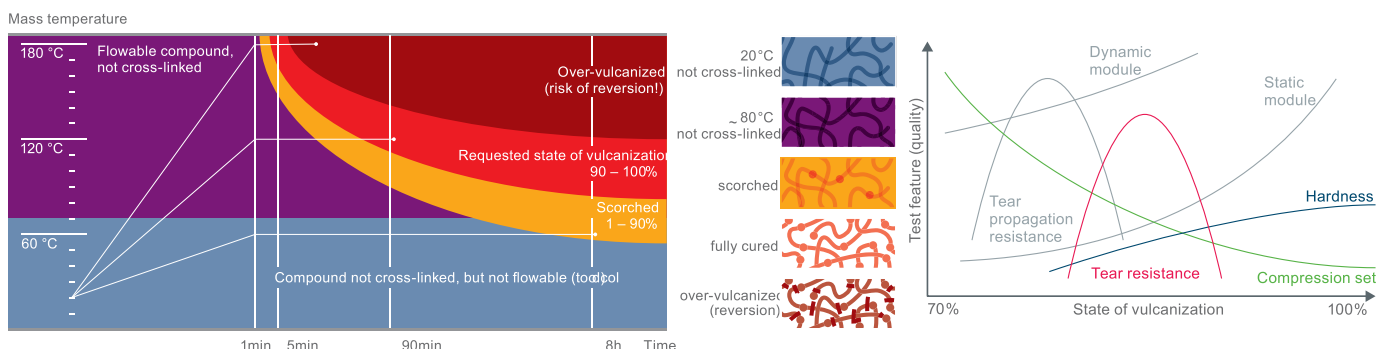 Mass temperature
180 °C
Flowable compound,
not cross-linked
Over-vulcanized
(risk of reversion!)
120 °C
Requested state of vulcanization
90 – 100%
Scorched
1 – 90%
60 °C
Compound not cross-linked, but not flowable
1min
5min
90min
8h
Time
20°C
not cross-linked
~80°C
not cross-linked
scorched
fully cured
over-vulcanized
(reversion)
Test feature (quality)
Dynamic
module
Static
module
Tear
propagation
resistance
Hardness
Tear resistance
Compression set
70%
State of vulcanization
100%